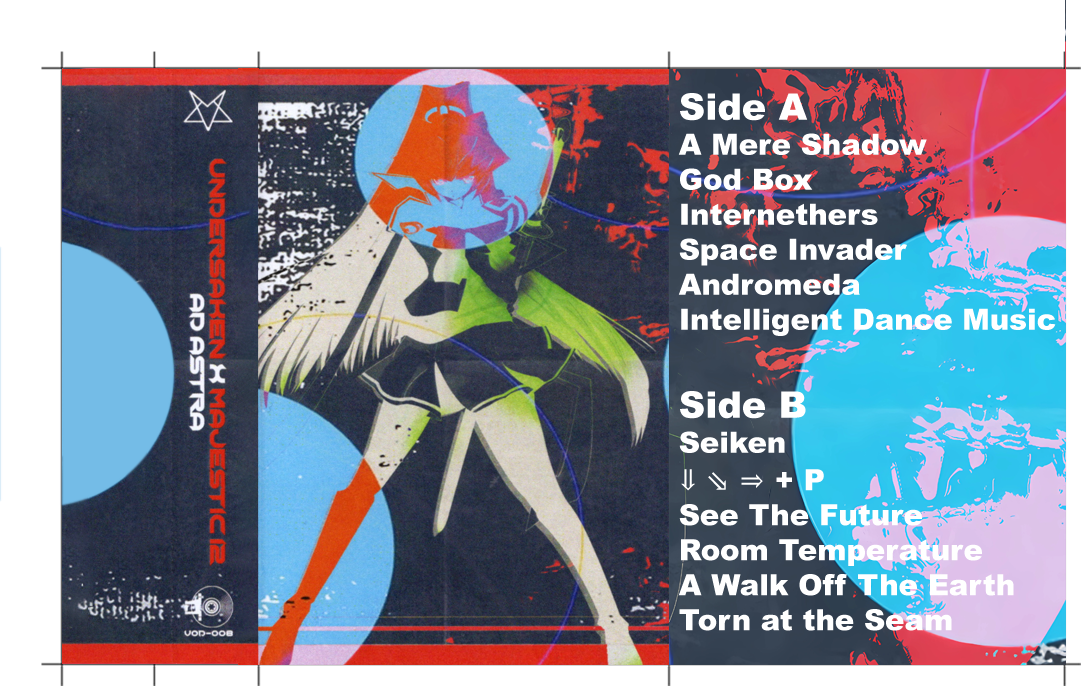 UNDERSAKEN X MAJESTIC 12
AD ASTRA
VOD-008
Side A
A Mere Shadow
God Box
Internethers
Space Invader
Andromeda
Intelligent Dance Music
Side B
Seiken
⇓ ⇘ ⇒ + P
See The Future
Room Temperature
A Walk Off The Earth
Torn at the Seam